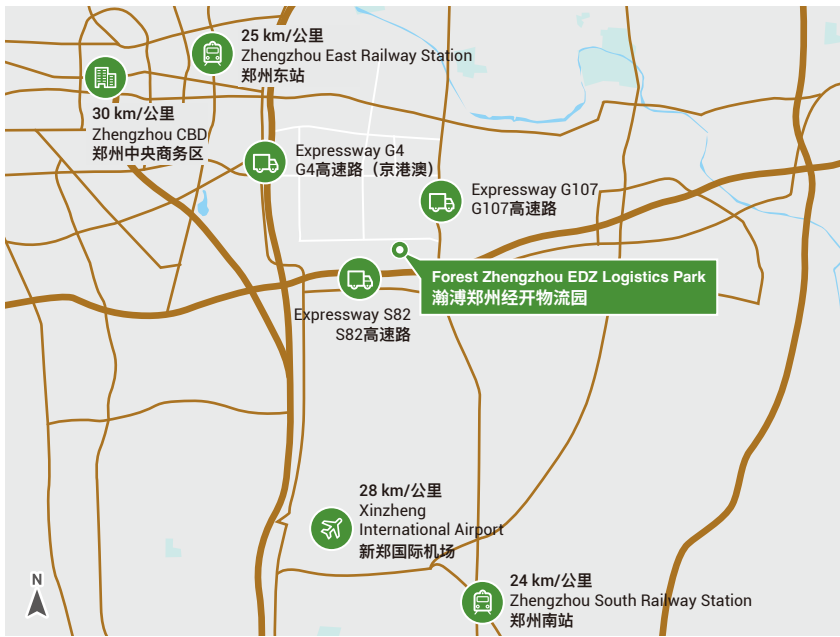 25 km/公里
Zhengzhou East Railway Station
郑州东站
30 km/公里
Zhengzhou CBD
郑州中央商务区
Expressway G4
G4高速路（京港澳）
Expressway G107
G107高速路
Forest Zhengzhou EDZ Logistics Park
瀚溥郑州经开物流园
Expressway S82
S82高速路
28 km/公里
Xinzheng
International Airport
新郑国际机场
N
24 km/公里
Zhengzhou South Railway Station
郑州南站